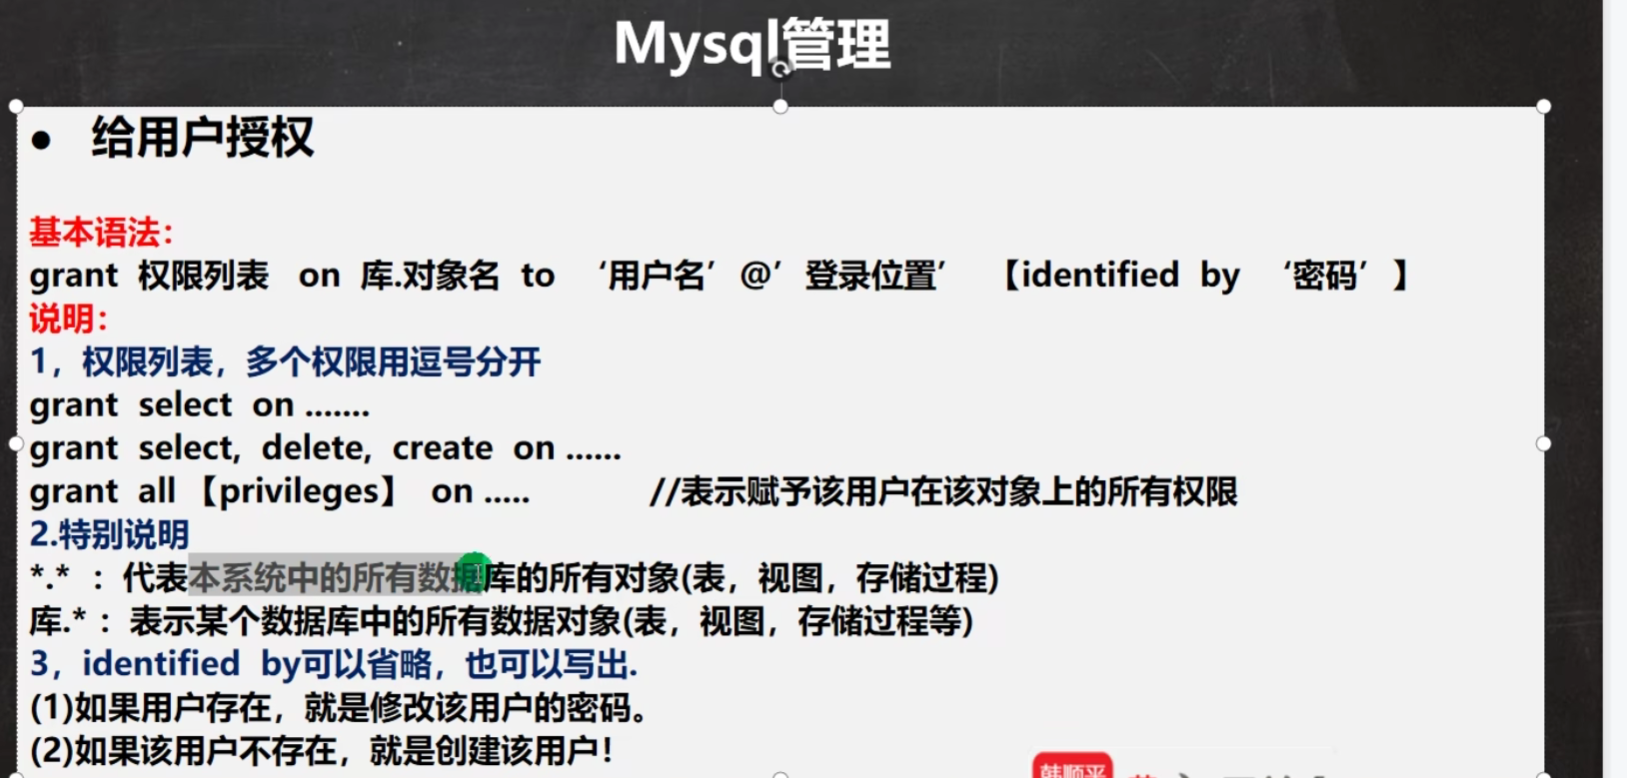 Mysql管理
● 给用户授权
基本语法：
grant 权限列表 on 库.对象名 to ‘用户名’ @’ 登录位置’ 【identified by ‘密码’ 】
说明：
1，权限列表，多个权限用逗号分开
grant select on .......
grant select, delete, create on ......
grant all 【privileges】 on ..... //表示赋予该用户在该对象上的所有权限
2.特别说明
*.* ： 代表本系统中的所有数据库的所有对象(表，视图，存储过程)
库.* ：表示某个数据库中的所有数据对象(表，视图，存储过程等)
3，identified by可以省略，也可以写出.
(1)如果用户存在，就是修改该用户的密码。
(2)如果该用户不存在，就是创建该用户！
韩顺平